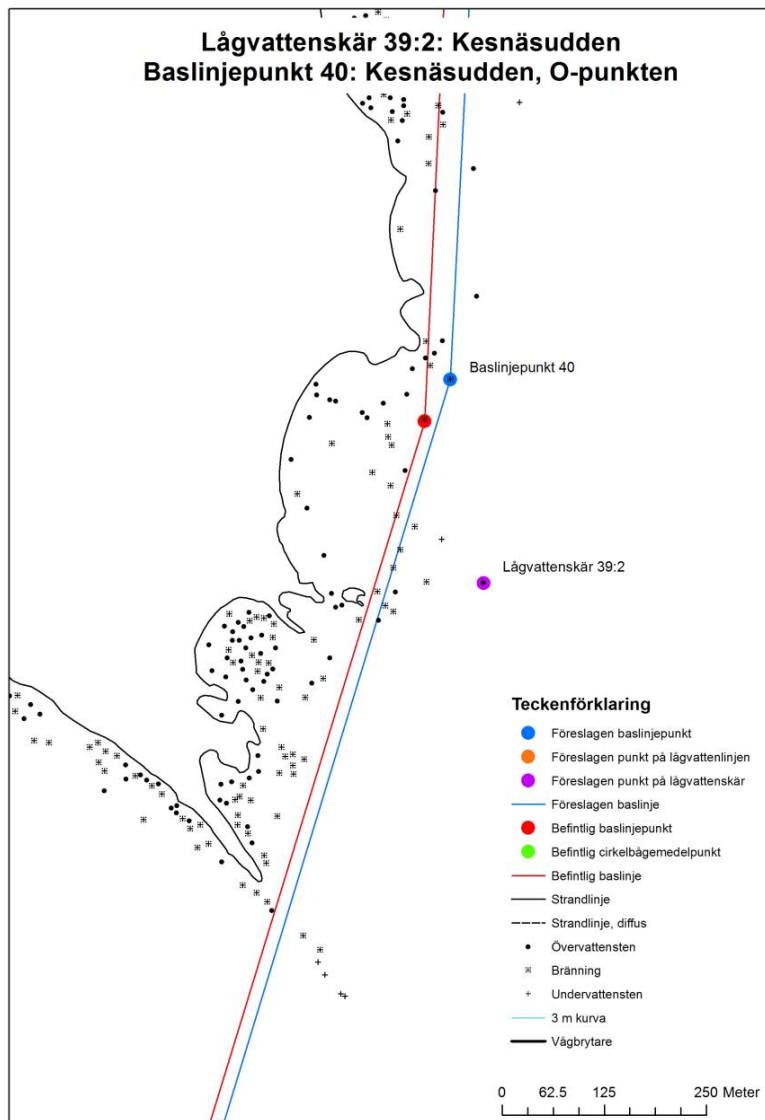 Lågvattenskär 39:2: Kesnäsudden
Baslinjepunkt 40: Kesnäsudden, O-punkten
Baslinjepunkt 40
Lågvattenskär 39:2
Teckenförklaring
Föreslagen baslinjepunkt
Föreslagen punkt på lågvattenlinjen
Föreslagen punkt på lågvattenskär
Föreslagen baslinje
Befintlig baslinjepunkt
Befintlig cirkelbågemedelpunkt
Befintlig baslinje
Strandlinje
Strandlinje, diffus
Övervattensten
Bränning
Undervattensten
3 m kurva
Vågbrytare
0 62.5 125 250 Meter